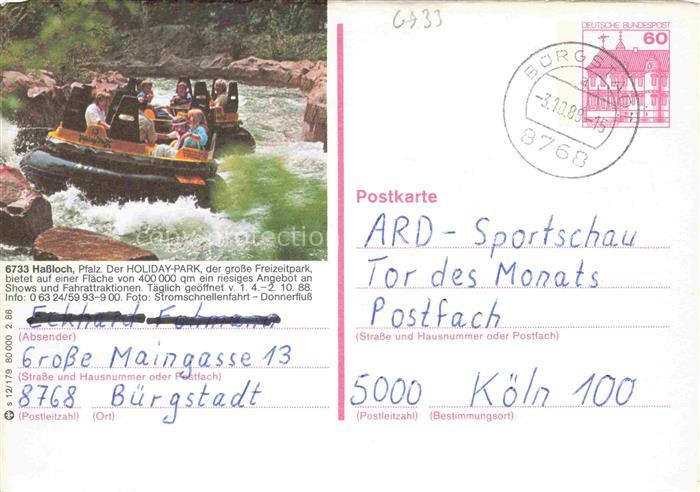 6933
DEUTSCHE BUNDESPOST
60
BÜRGSTADT
-3.10.89-15
8768
6733 Haßloch, Pfalz. Der HOLIDAY-PARK, der große Freizeitpark,
bietet auf einer Fläche von 400 000 qm ein riesiges Angebot an
Shows und Fahrattraktionen. Täglich geöffnet v. 1. 4.–2. 10. 88.
Info: 0 63 24/59 93-9 00. Foto: Stromschnellenfahrt – Donnerfluß
(Absender)
Große Maingasse 13
(Straße und Hausnummer oder Postfach)
8768 Bürgstadt
(Postleitzahl) (Ort)
s 12/179 80 000 2.88
Postkarte
ARD - Sportschau
Tor des Monats
Postfach
(Straße und Hausnummer oder Postfach)
5000 Köln 100
(Postleitzahl) (Bestimmungsort)